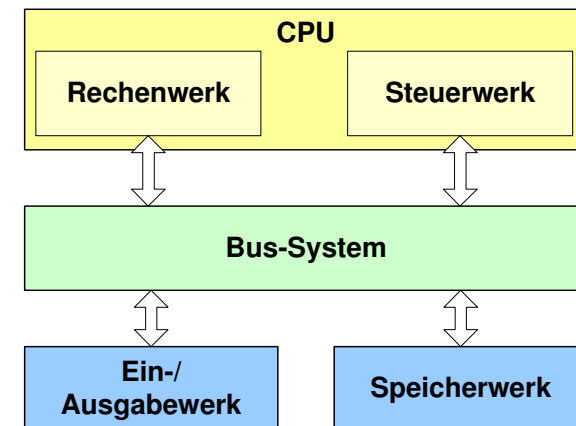 CPU
Rechenwerk
Steuerwerk
Bus-System
Ein-/
Ausgabewerk
Speicherwerk